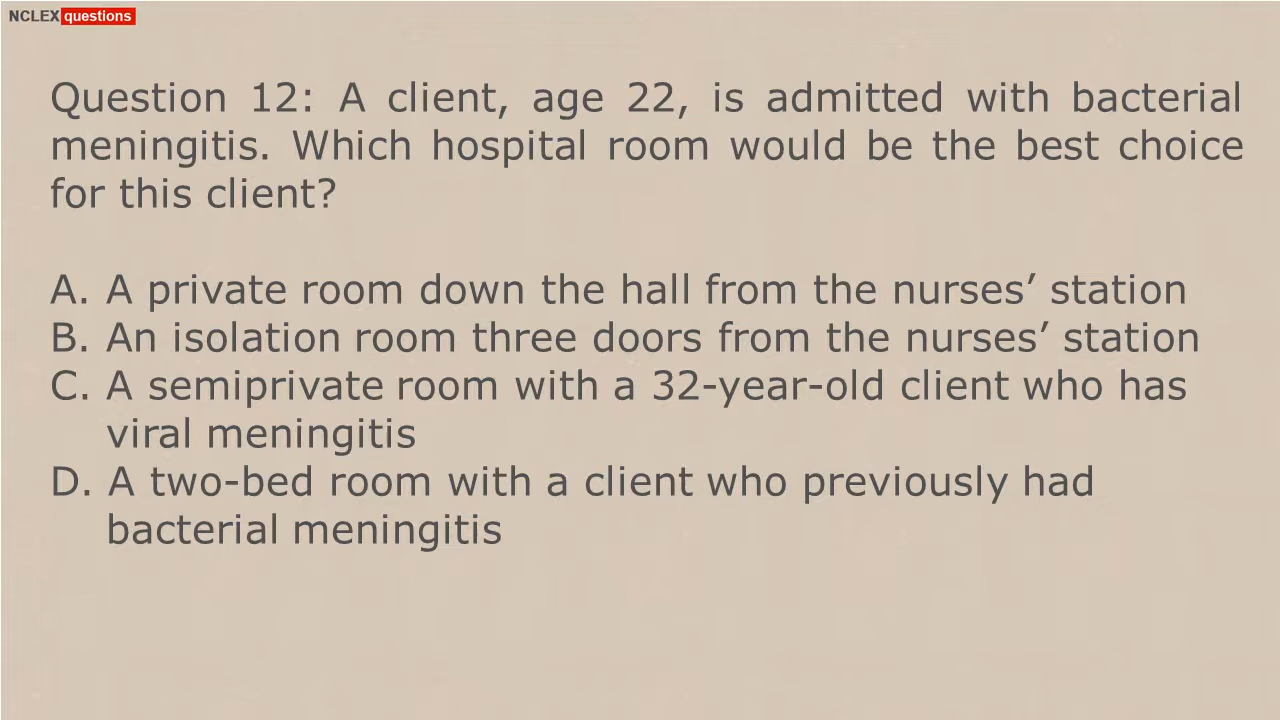 NCLEX questions
Question 12: A client, age 22, is admitted with bacterial
meningitis. Which hospital room would be the best choice
for this client?
A. A private room down the hall from the nurses’ station
B. An isolation room three doors from the nurses’ station
C. A semiprivate room with a 32-year-old client who has
viral meningitis
D. A two-bed room with a client who previously had
bacterial meningitis